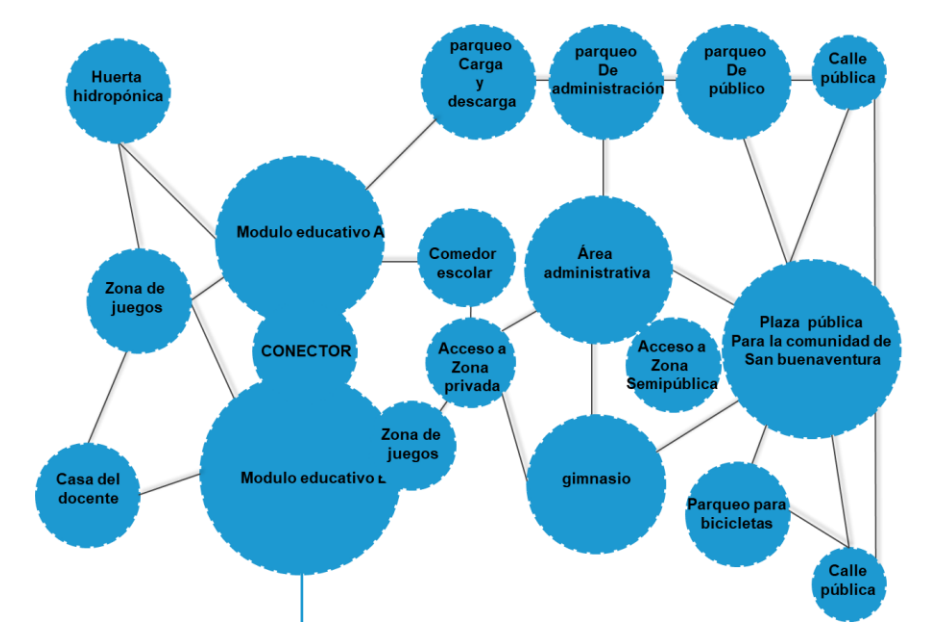 parqueo
Carga
y
descarga
parqueo
De
administración
parqueo
De
público
Calle
pública
Huerta
hidropónica
Modulo educativo A
Comedor
escolar
Área
administrativa
Zona de
juegos
Plaza pública
Para la comunidad de
San buenaventura
CONECTOR
Acceso a
Zona
privada
Acceso a
Zona
Semipública
Zona de
juegos
Casa del
docente
Modulo educativo
gimnasio
Parqueo para
bicicletas
Calle
pública